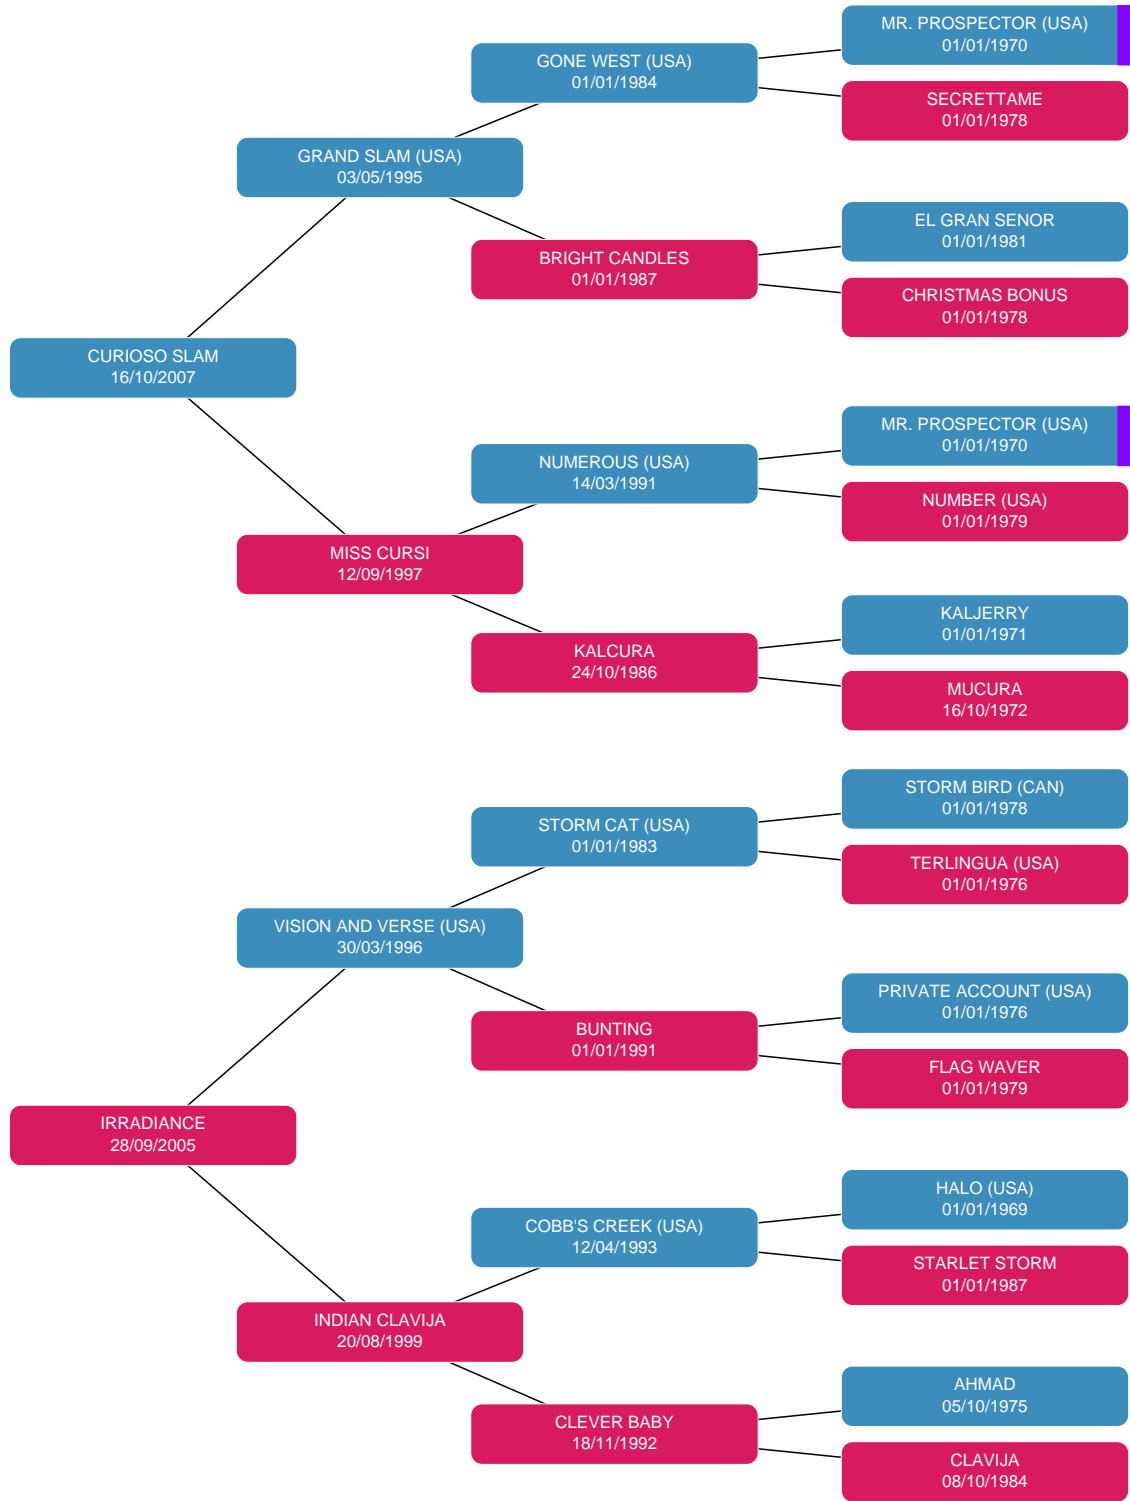 MR. PROSPECTOR (USA)
01/01/1970
GONE WEST (USA)
01/01/1984
SECRETTAME
01/01/1978
GRAND SLAM (USA)
03/05/1995
EL GRAN SENOR
01/01/1981
BRIGHT CANDLES
01/01/1987
CHRISTMAS BONUS
01/01/1978
CURIOSO SLAM
16/10/2007
MR. PROSPECTOR (USA)
01/01/1970
NUMEROUS (USA)
14/03/1991
NUMBER (USA)
01/01/1979
MISS CURSI
12/09/1997
KALJERRY
01/01/1971
KALCURA
24/10/1986
MUCURA
16/10/1972
STORM BIRD (CAN)
01/01/1978
STORM CAT (USA)
01/01/1983
TERLINGUA (USA)
01/01/1976
VISION AND VERSE (USA)
30/03/1996
PRIVATE ACCOUNT (USA)
01/01/1976
BUNTING
01/01/1991
FLAG WAVER
01/01/1979
IRRADIANCE
28/09/2005
HALO (USA)
01/01/1969
COBB'S CREEK (USA)
12/04/1993
STARLET STORM
01/01/1987
INDIAN CLAVIJA
20/08/1999
AHMAD
05/10/1975
CLEVER BABY
18/11/1992
CLAVIJA
08/10/1984